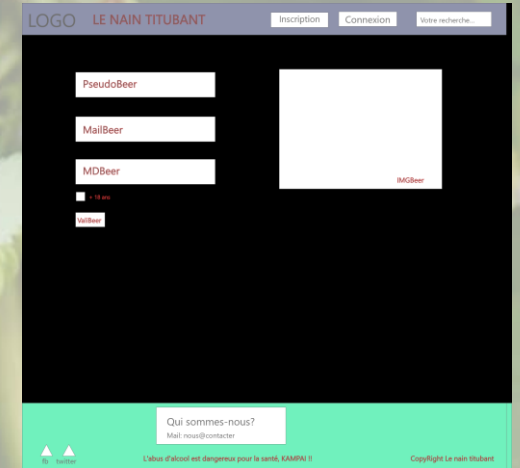 LOGO LE NAIN TITUBANT Inscription Connexion Votre recherche...
PseudoBeer
MailBeer
MDBeer
IMGBeer
+ 18 ans
ValBeer
Qui sommes-nous?
Mail: nous@contacter
fb twitter L'abus d'alcool est dangereux pour la santé, KAMPAI !! CopyRight Le nain titubant